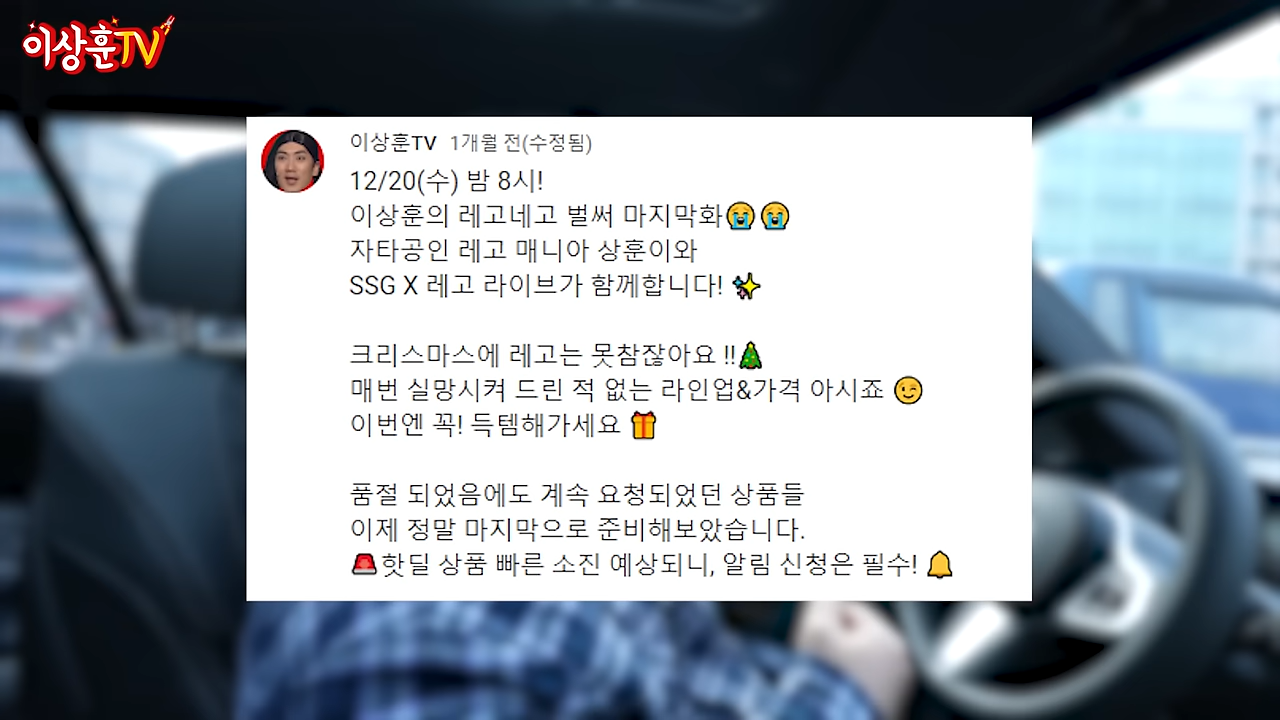 이상훈TV
이상훈TV 1개월 전(수정됨)
12/20(수) 밤 8시!
이상훈의 레고네고 벌써 마지막화😭😭
자타공인 레고 매니아 상훈이와
SSG X 레고 라이브가 함께합니다! ✨
크리스마스에 레고는 못참잖아요 !!🎄
매번 실망시켜 드린 적 없는 라인업&가격 아시죠 😉
이번엔 꼭! 득템해가세요 🎁
품절 되었음에도 계속 요청되었던 상품들
이제 정말 마지막으로 준비해보았습니다.
🚨핫딜 상품 빠른 소진 예상되니, 알림 신청은 필수! 🔔